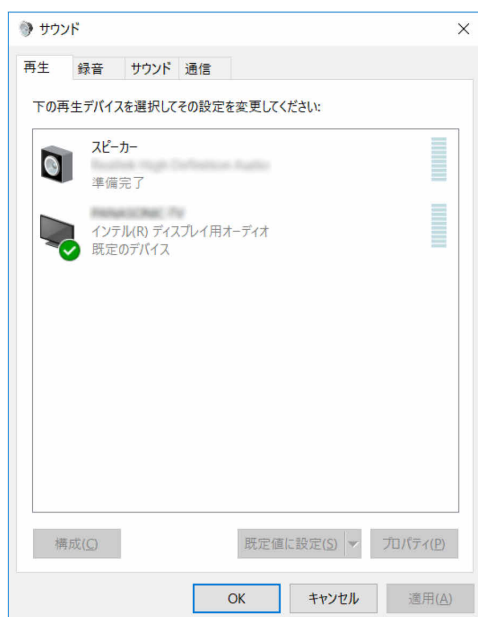 サウンド
再生 録音 サウンド 通信
下の再生デバイスを選択してその設定を変更してください:
スピーカー
準備完了
インテル(R) ディスプレイ用オーディオ
既定のデバイス
構成(C) 既定値に設定(S) プロパティ(P)
OK キャンセル 適用(A)